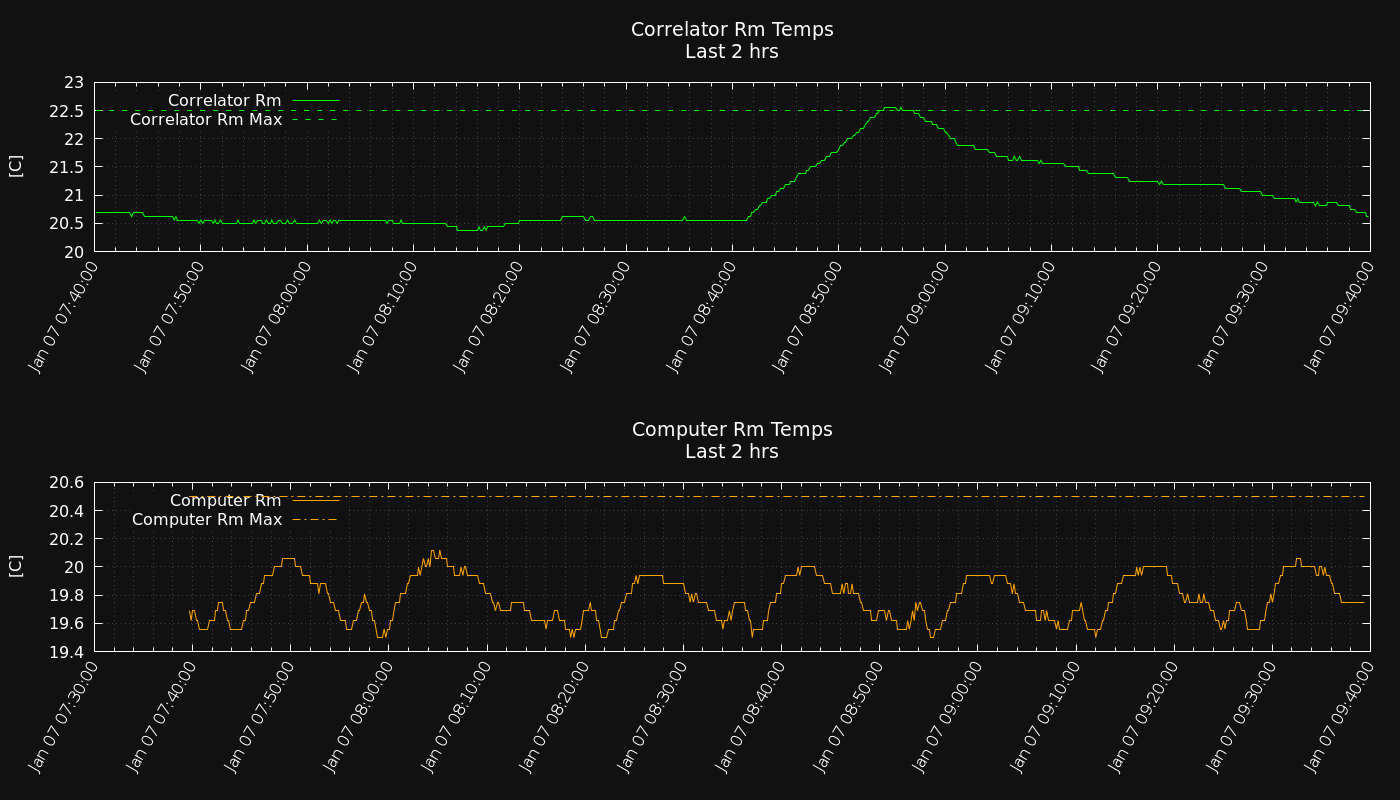 Correlator Rm Temps
Last 2 hrs
[C]
23
22.5
22
21.5
21
20.5
20
Correlator Rm
Correlator Rm Max
Jan 07 07:40:00
Jan 07 07:50:00
Jan 07 08:00:00
Jan 07 08:10:00
Jan 07 08:20:00
Jan 07 08:30:00
Jan 07 08:40:00
Jan 07 08:50:00
Jan 07 09:00:00
Jan 07 09:10:00
Jan 07 09:20:00
Jan 07 09:30:00
Jan 07 09:40:00
Computer Rm Temps
Last 2 hrs
[C]
20.6
20.4
20.2
20
19.8
19.6
19.4
Computer Rm
Computer Rm Max
Jan 07 07:30:00
Jan 07 07:40:00
Jan 07 07:50:00
Jan 07 08:00:00
Jan 07 08:10:00
Jan 07 08:20:00
Jan 07 08:30:00
Jan 07 08:40:00
Jan 07 08:50:00
Jan 07 09:00:00
Jan 07 09:10:00
Jan 07 09:20:00
Jan 07 09:30:00
Jan 07 09:40:00